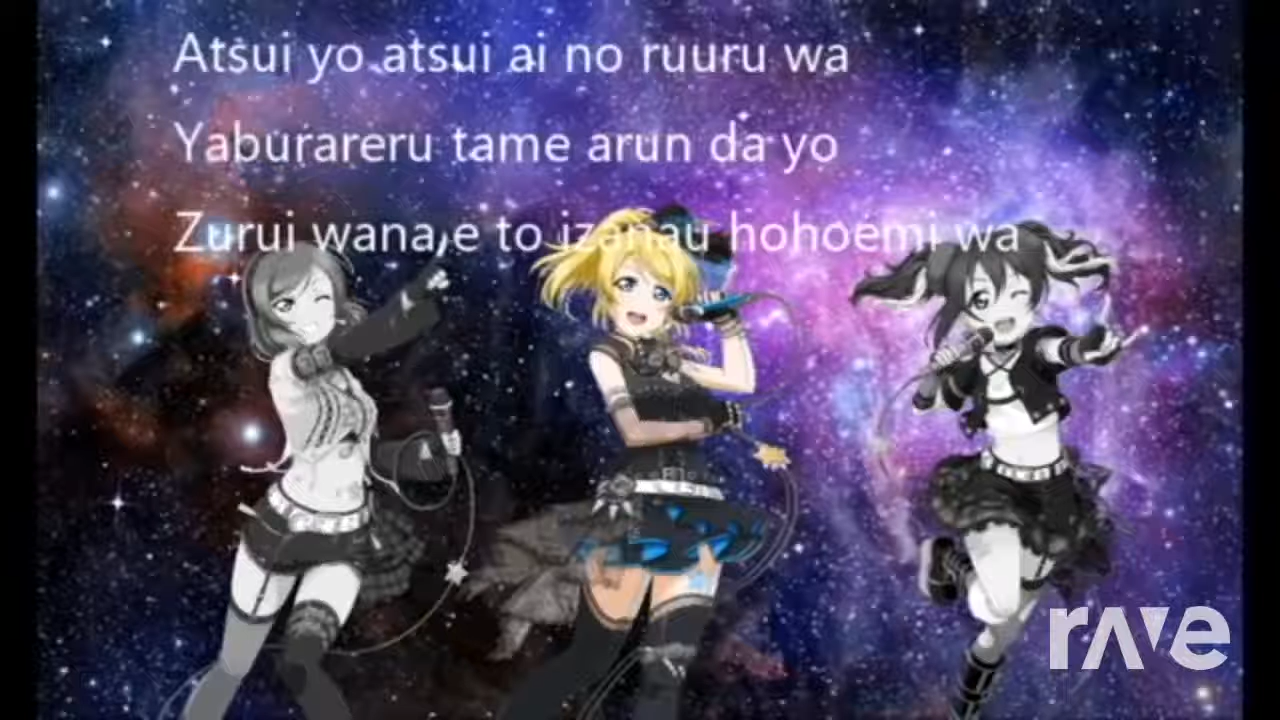 Atsui yo atsui ai no ruuru wa
Yaburareru tame arun da yo
Zurui wana e to izanau hohoemi wa
rave